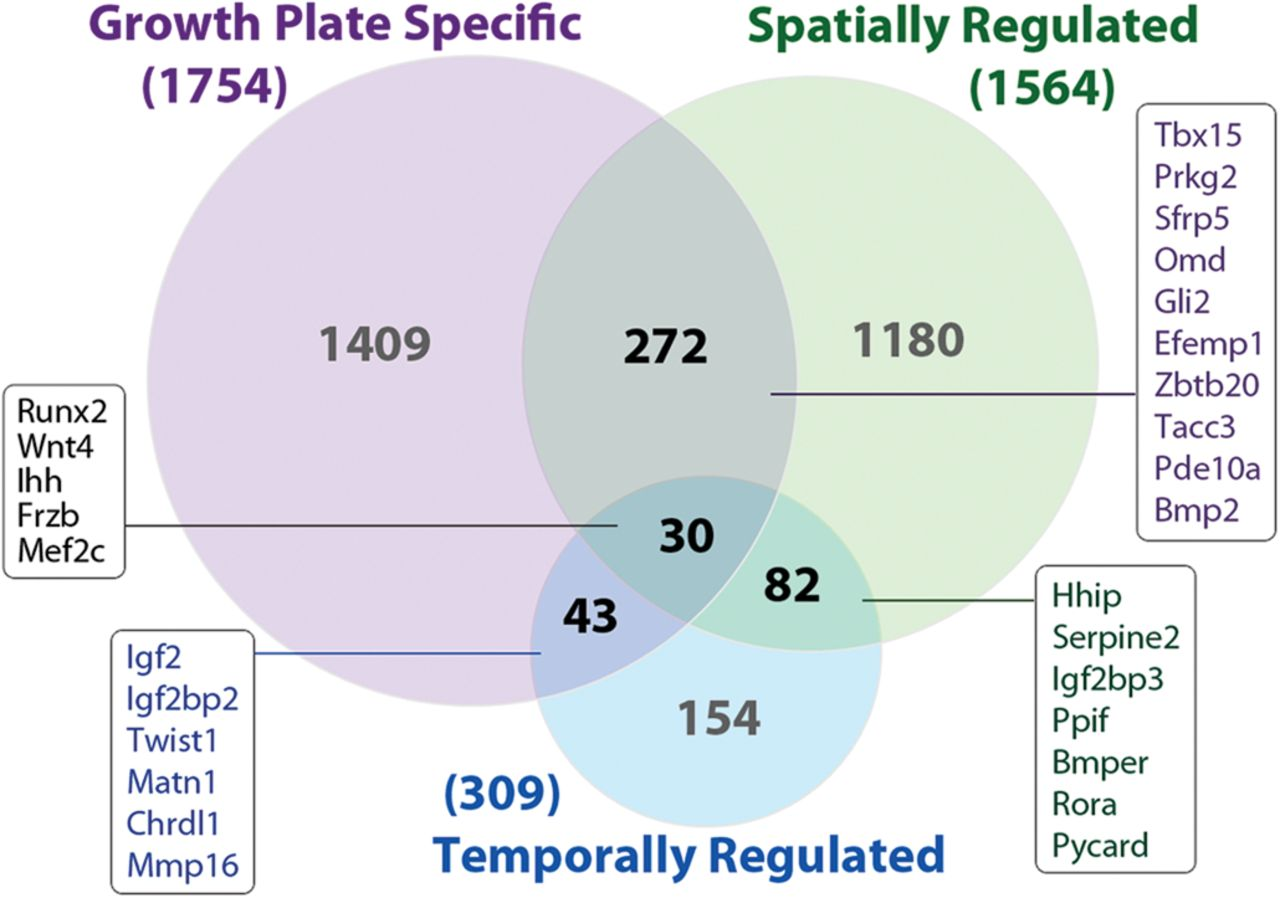 Growth Plate Specific
(1754)
Spatially Regulated
(1564)
1409
272
1180
30
43
82
154
Tbx15
Prkg2
Sfrp5
Omd
Gli2
Efemp1
Zbtb20
Tacc3
Pde10a
Bmp2
Runx2
Wnt4
Ihh
Frzb
Mef2c
Igf2
Igf2bp2
Twist1
Matn1
Chrdl1
Mmp16
Hhip
Serpine2
Igf2bp3
Ppif
Bmper
Rora
Pycard
(309)
Temporally Regulated